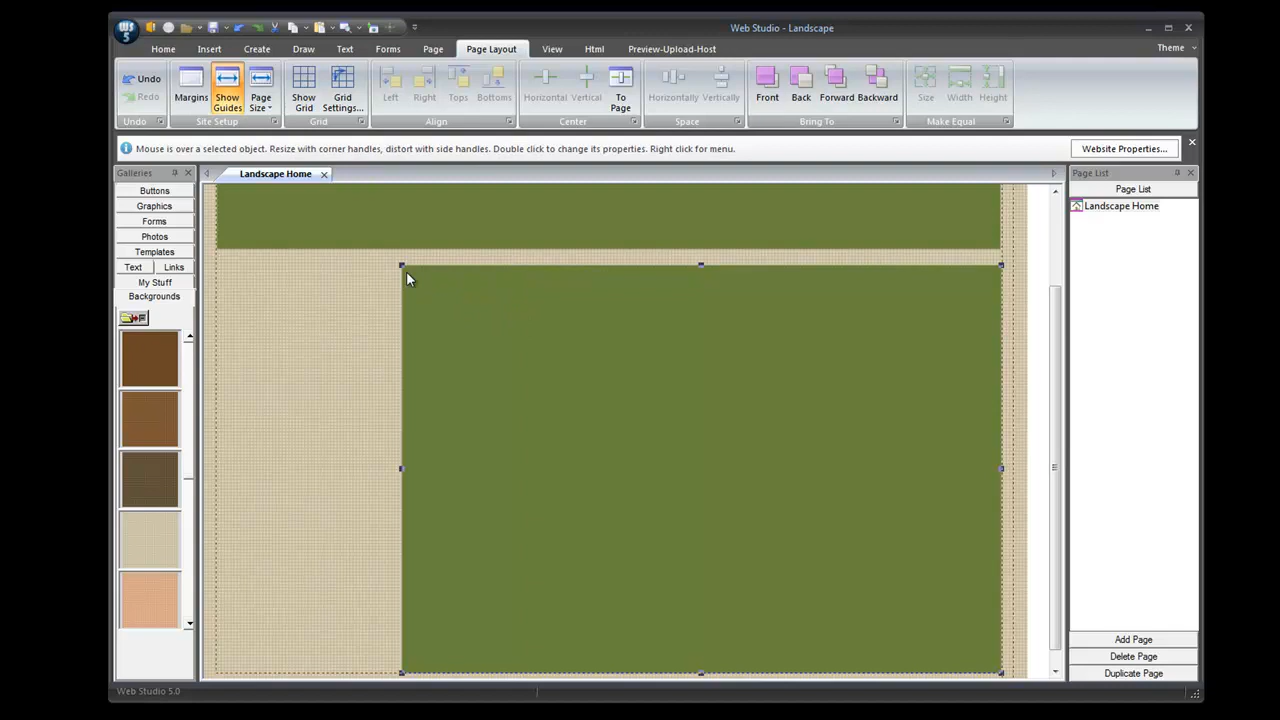 WS
5
Web Studio - Landscape
Home
Insert
Create
Draw
Text
Forms
Page
Page Layout
View
Html
Preview-Upload-Host
Theme
Undo
Redo
Undo
Margins
Show
Guides
Page
Size
Site Setup
Show
Grid
Grid
Settings...
Grid
Left
Right
Tops
Bottoms
Align
Horizontal
Vertical
To
Page
Center
Horizontally
Vertically
Space
Front
Back
Forward
Backward
Bring To
Size
Width
Height
Make Equal
Mouse is over a selected object. Resize with corner handles, distort with side handles. Double click to change its properties. Right click for menu.
Website Properties...
Galleries
Buttons
Graphics
Forms
Photos
Templates
Text
Links
My Stuff
Backgrounds
Landscape Home
Page List
Page List
Landscape Home
Add Page
Delete Page
Duplicate Page
Web Studio 5.0